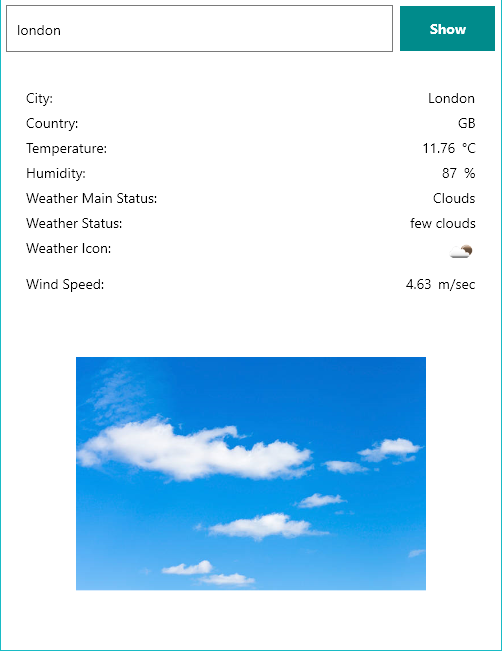 london Show
City: London
Country: GB
Temperature: 11.76 °C
Humidity: 87 %
Weather Main Status: Clouds
Weather Status: few clouds
Weather Icon:
Wind Speed: 4.63 m/sec